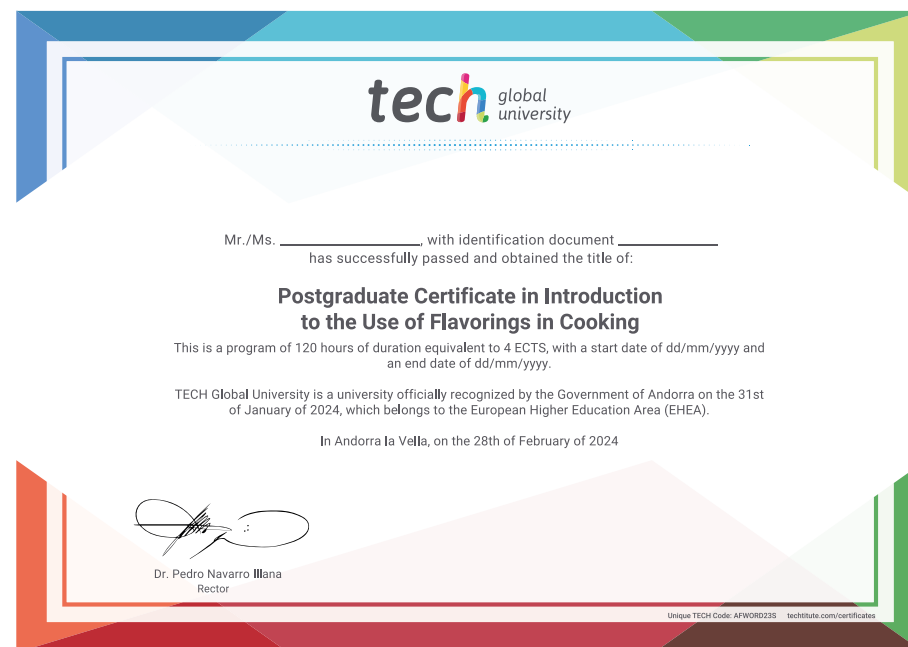 tech global university
Mr./Ms. ____________, with identification document ____________
has successfully passed and obtained the title of:
Postgraduate Certificate in Introduction
to the Use of Flavorings in Cooking
This is a program of 120 hours of duration equivalent to 4 ECTS, with a start date of dd/mm/yyyy and
an end date of dd/mm/yyyy.
TECH Global University is a university officially recognized by the Government of Andorra on the 31st
of January of 2024, which belongs to the European Higher Education Area (EHEA).
In Andorra la Vella, on the 28th of February of 2024
Dr. Pedro Navarro Illana
Rector
Unique TECH Code: AFWORD23S techtitute.com/certificates